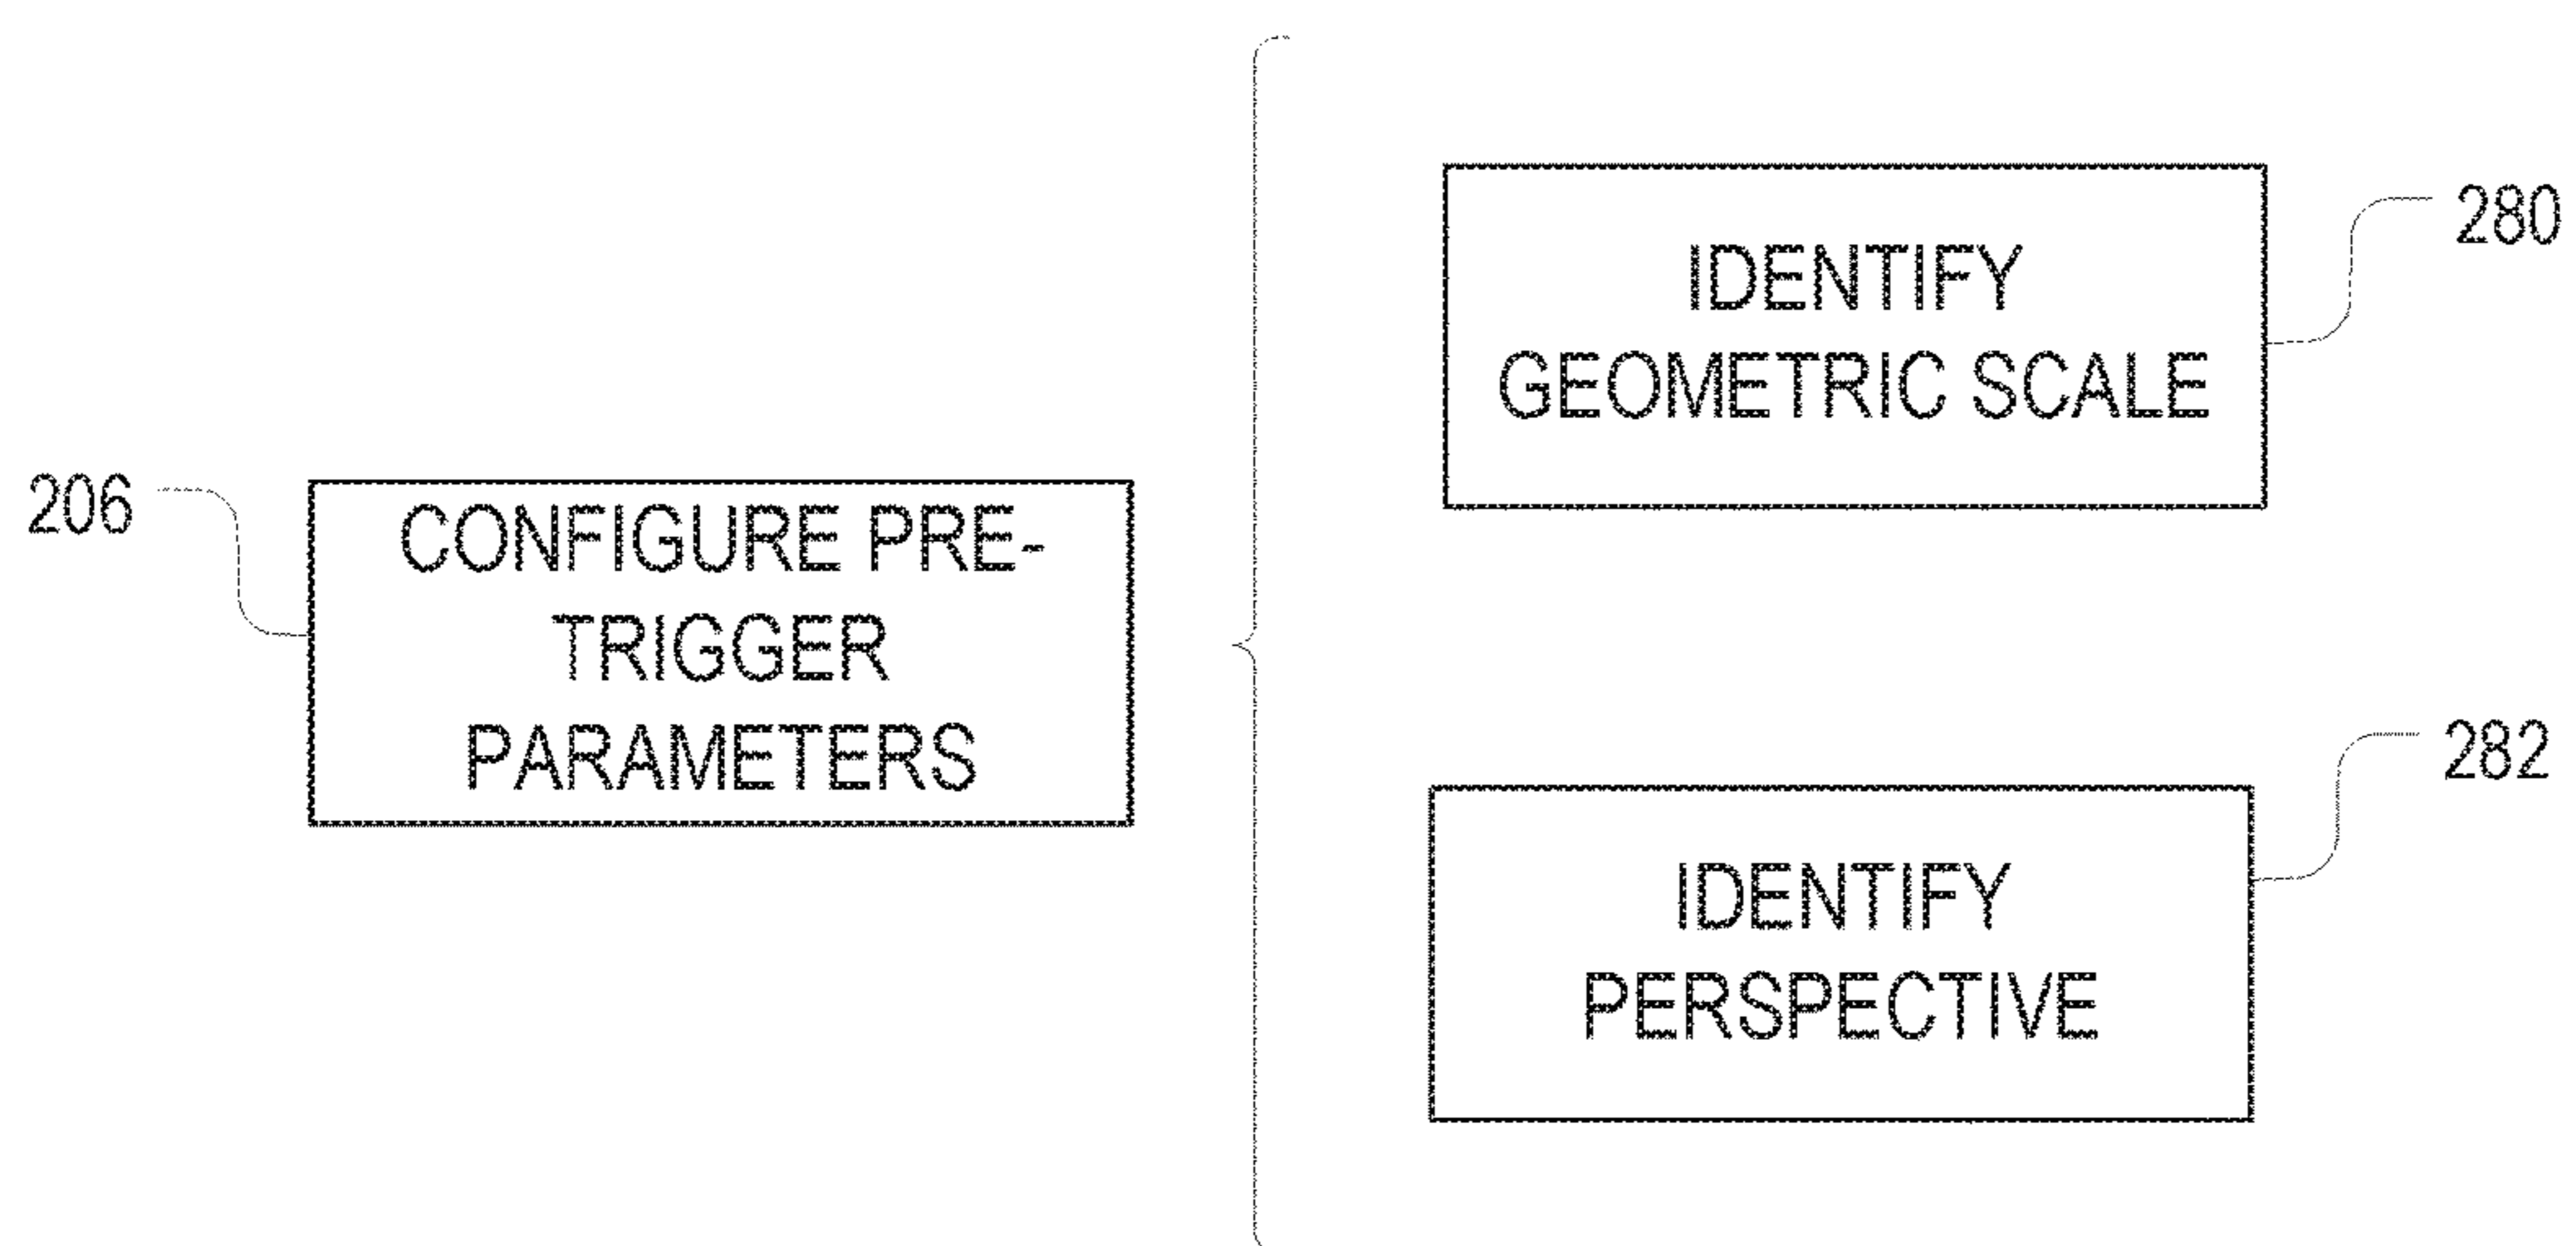 206
CONFIGURE PRE-
TRIGGER
PARAMETERS
280
IDENTIFY
GEOMETRIC SCALE
282
IDENTIFY
PERSPECTIVE